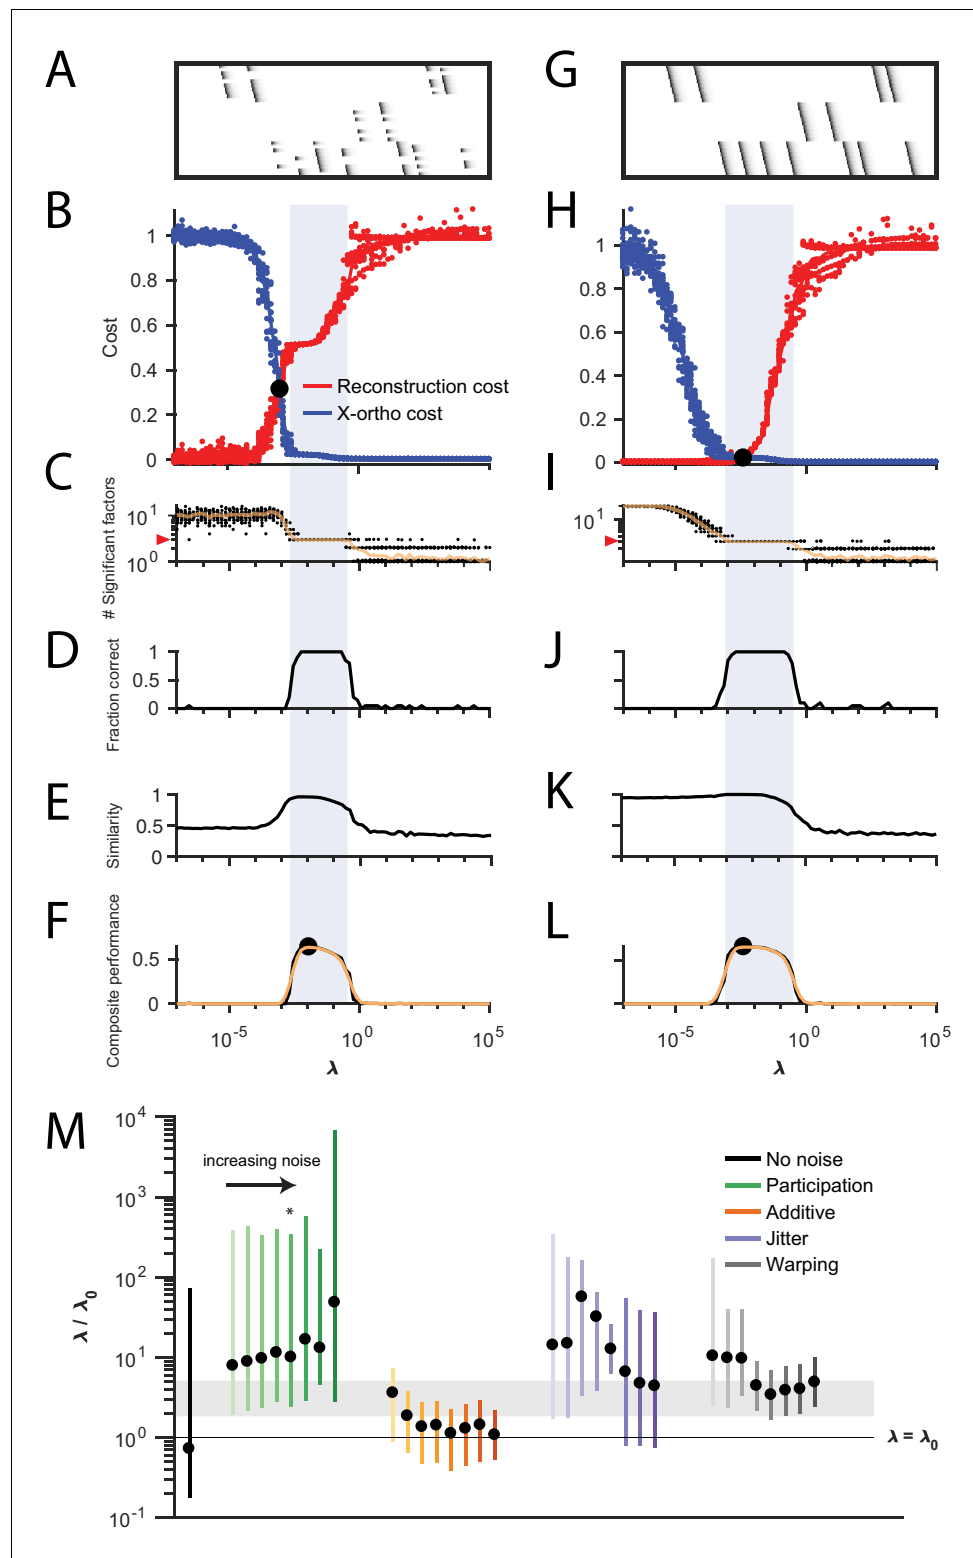 A
G
B
H
1
0.8
0.6
0.4
0.2
0
Cost
Reconstruction cost
X-ortho cost
1
0.8
0.6
0.4
0.2
0
C
I
# Significant factors
10^1
10^0
10^1
D
J
Fraction correct
1
0.5
0
1
0.5
0
E
K
Similarity
1
0.5
0
F
L
Composite performance
0.5
0
10^-5
10^0
10^5
λ
10^-5
10^0
10^5
λ
M
10^4
10^3
10^2
10^1
10^0
10^-1
λ / λ_0
increasing noise
*
No noise
Participation
Additive
Jitter
Warping
λ = λ_0